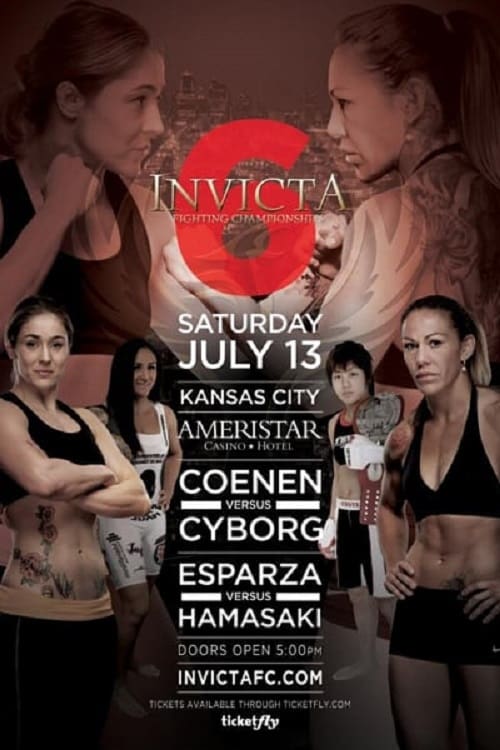 6
INVICTA
FIGHTING CHAMPIONSHIPS
SATURDAY
JULY 13
KANSAS CITY
AMERISTAR
CASINO • HOTEL
COENEN
VERSUS
CYBORG
ESPARZA
VERSUS
HAMASAKI
DOORS OPEN 5:00PM
INVICTAFC.COM
TICKETS AVAILABLE THROUGH TICKETFLY.COM
ticketfly